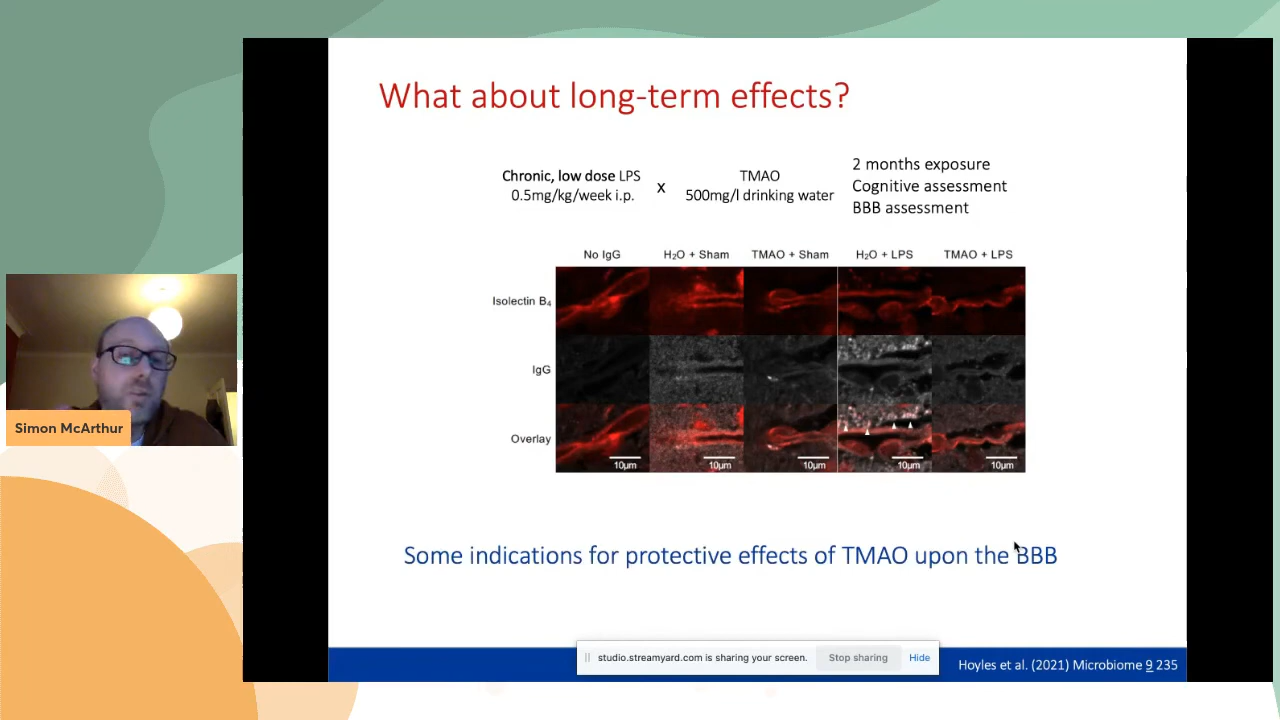 What about long-term effects?
Chronic, low dose LPS
0.5mg/kg/week i.p.
x
TMAO
500mg/l drinking water
2 months exposure
Cognitive assessment
BBB assessment
No IgG
H₂O + Sham
TMAO + Sham
H₂O + LPS
TMAO + LPS
Isolectin B₄
IgG
Overlay
10µm
10µm
10µm
10µm
10µm
Simon McArthur
Some indications for protective effects of TMAO upon the BBB
studio.streamyard.com is sharing your screen.
Stop sharing
Hide
Hoyles et al. (2021) Microbiome 9 235